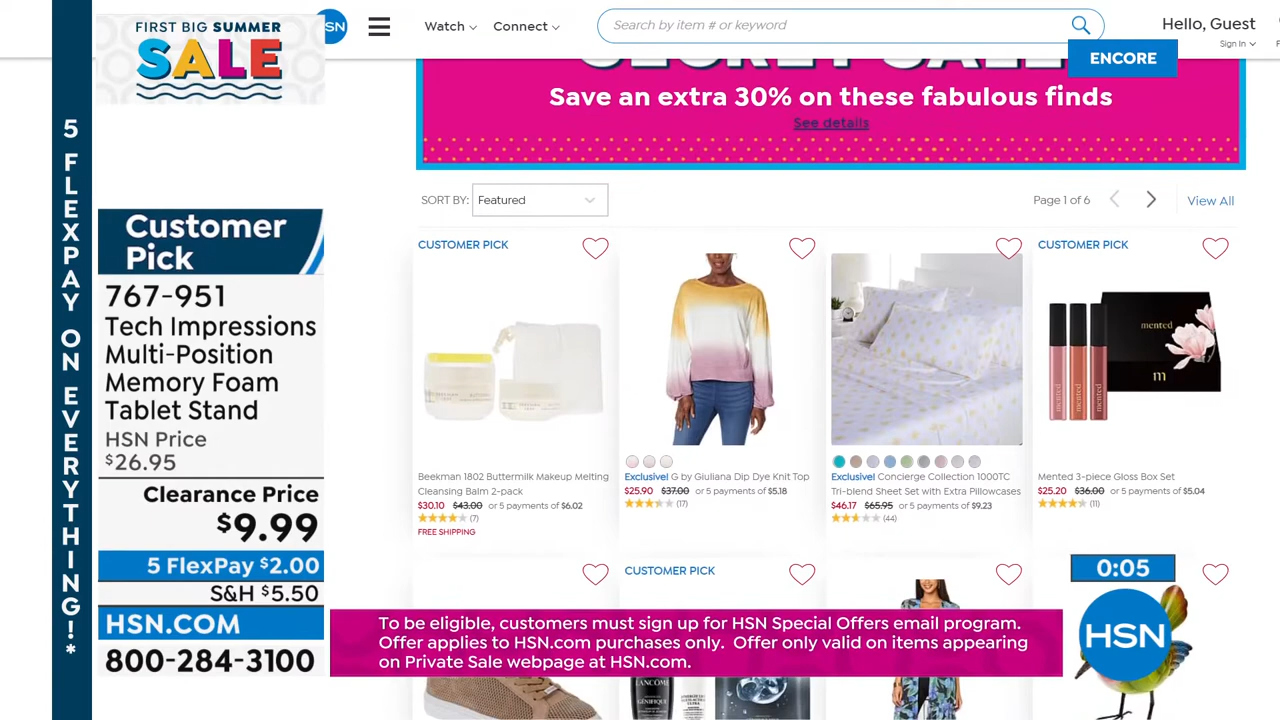 FIRST BIG SUMMER
SALE
5 FLEXPAY ON EVERYTHING!*
Customer
Pick
767-951
Tech Impressions
Multi-Position
Memory Foam
Tablet Stand
HSN Price
$26.95
Clearance Price
$9.99
5 FlexPay $2.00
S&H $5.50
HSN.COM
800-284-3100
Watch
Connect
Search by item # or keyword
Hello, Guest
Sign In
ENCORE
Save an extra 30% on these fabulous finds
See details
SORT BY: Featured
Page 1 of 6
View All
CUSTOMER PICK
Beekman 1802 Buttermilk Makeup Melting
Cleansing Balm 2-pack
$30.10 $43.00 or 5 payments of $6.02
(7)
FREE SHIPPING
Exclusive! G by Giuliana Dip Dye Knit Top
$25.90 $37.00 or 5 payments of $5.18
(17)
Exclusive! Concierge Collection 1000TC
Tri-blend Sheet Set with Extra Pillowcases
$46.17 $65.95 or 5 payments of $9.23
(44)
CUSTOMER PICK
mented
m
mented mented mented
Mented 3-piece Gloss Box Set
$25.20 $36.00 or 5 payments of $5.04
(11)
CUSTOMER PICK
0:05
HSN
To be eligible, customers must sign up for HSN Special Offers email program.
Offer applies to HSN.com purchases only. Offer only valid on items appearing
on Private Sale webpage at HSN.com.
LANCÔME
GÉNIFIQUE